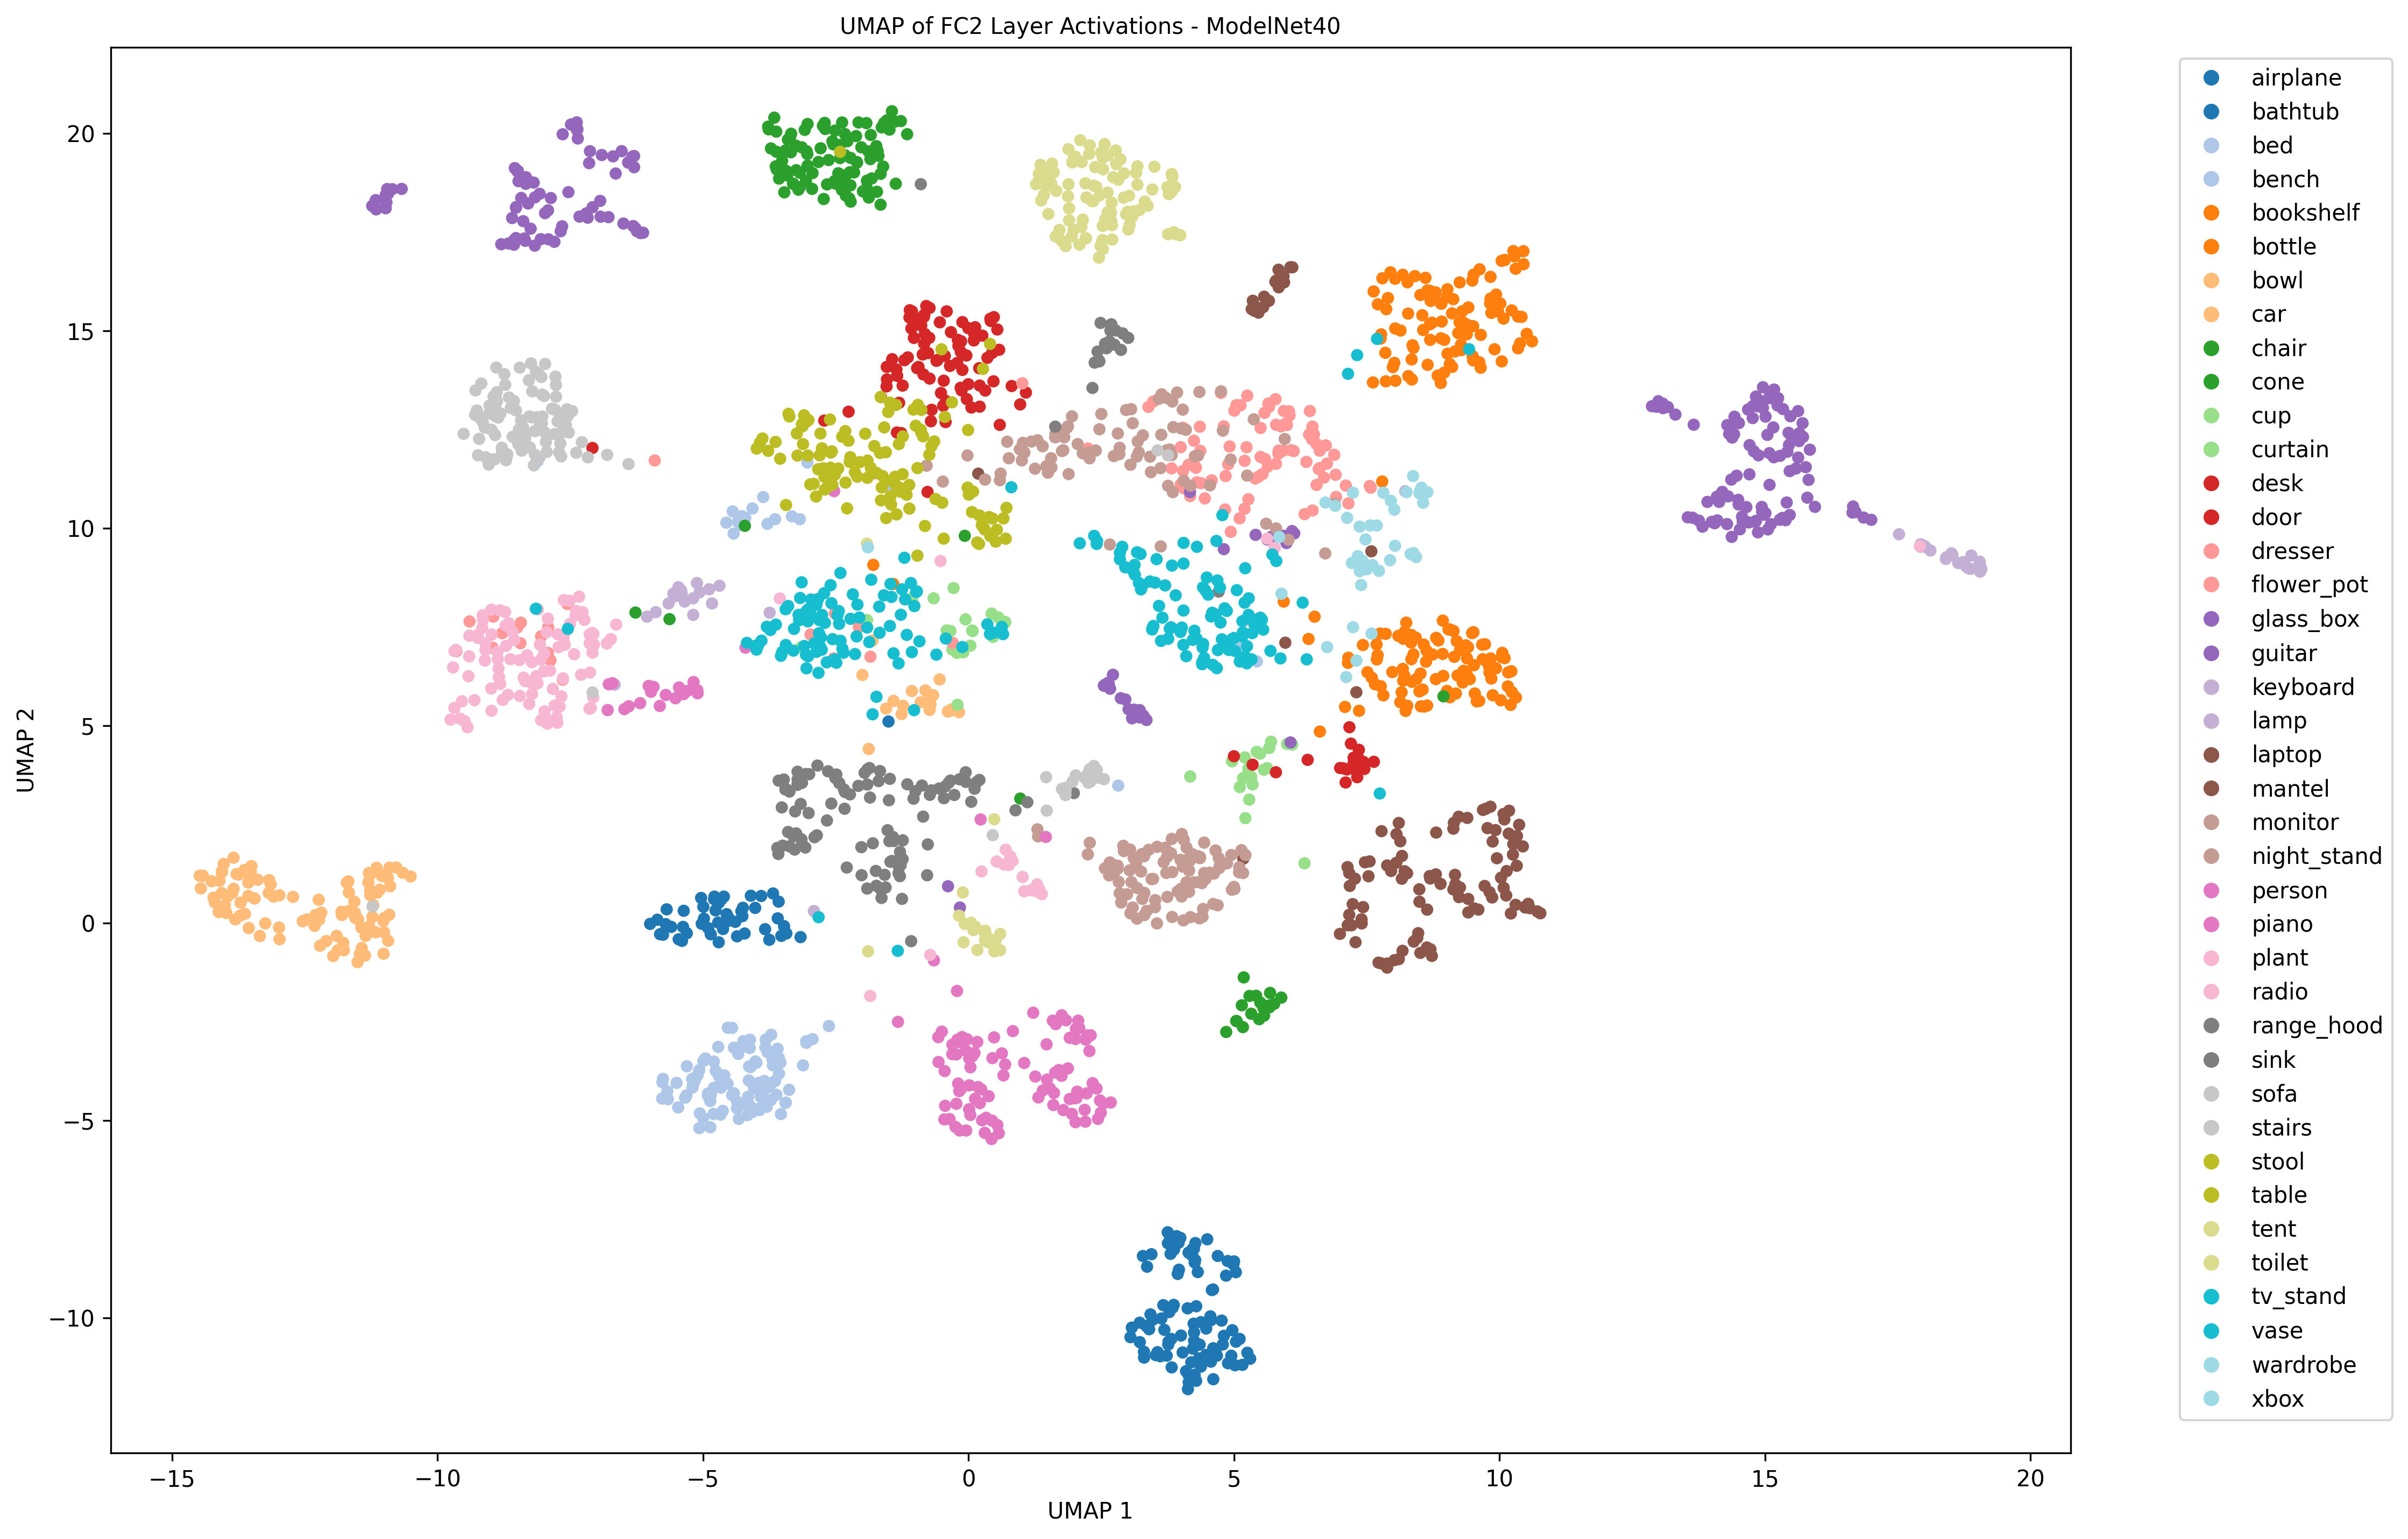 UMAP of FC2 Layer Activations - ModelNet40
20
15
10
5
0
−5
−10
UMAP 2
−15
−10
−5
0
5
10
15
20
UMAP 1
airplane
bathtub
bed
bench
bookshelf
bottle
bowl
car
chair
cone
cup
curtain
desk
door
dresser
flower_pot
glass_box
guitar
keyboard
lamp
laptop
mantel
monitor
night_stand
person
piano
plant
radio
range_hood
sink
sofa
stairs
stool
table
tent
toilet
tv_stand
vase
wardrobe
xbox